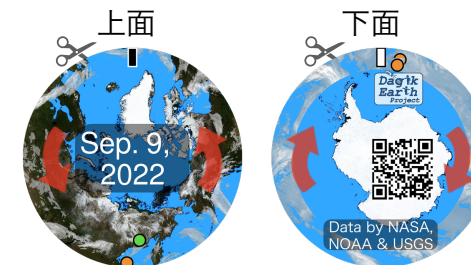 上面
下面
Sep. 9,
2022
Dagik
Earth
Project
Data by NASA,
NOAA & USGS